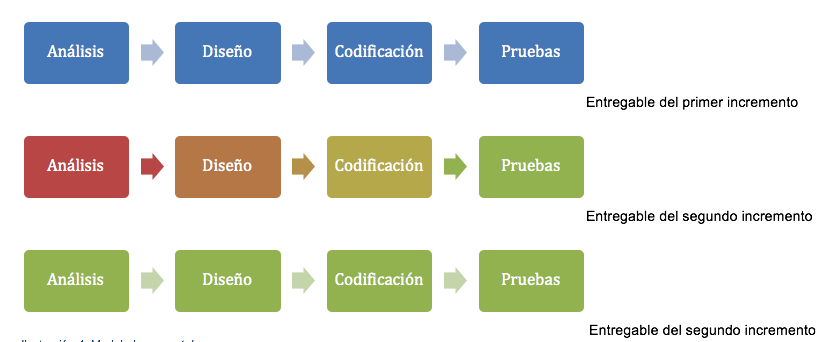 Análisis Diseño Codificación Pruebas
Entregable del primer incremento
Análisis Diseño Codificación Pruebas
Entregable del segundo incremento
Análisis Diseño Codificación Pruebas
Entregable del segundo incremento